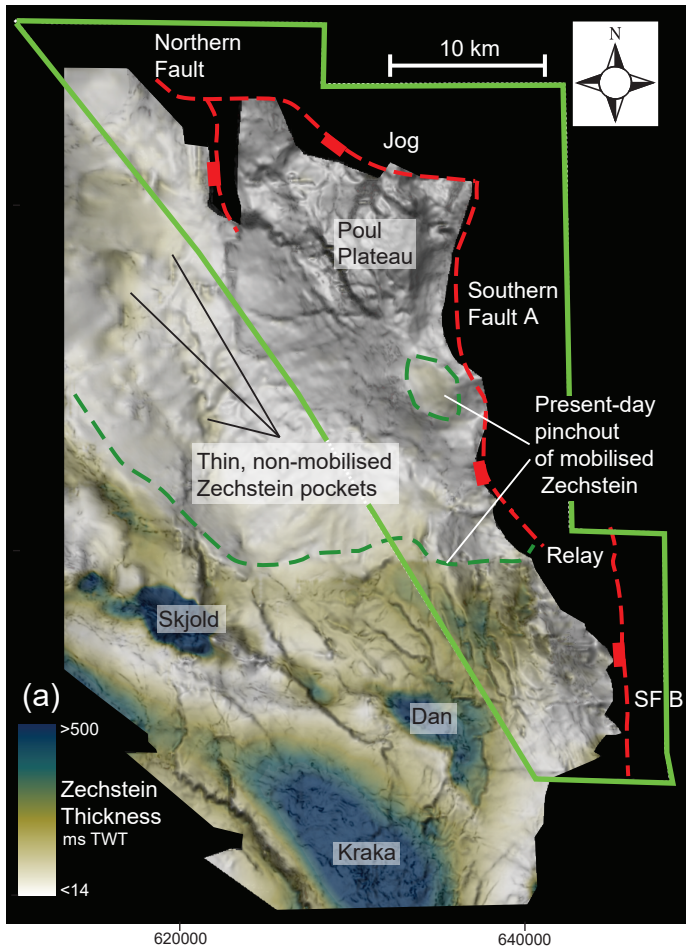 Northern
Fault
10 km
N
Jog
Poul
Plateau
Southern
Fault A
Present-day
pinchout
of mobilised
Zechstein
Thin, non-mobilised
Zechstein pockets
Relay
Skjold
(a)
SF B
Dan
>500
Zechstein
Thickness
ms TWT
<14
Kraka
620000
640000